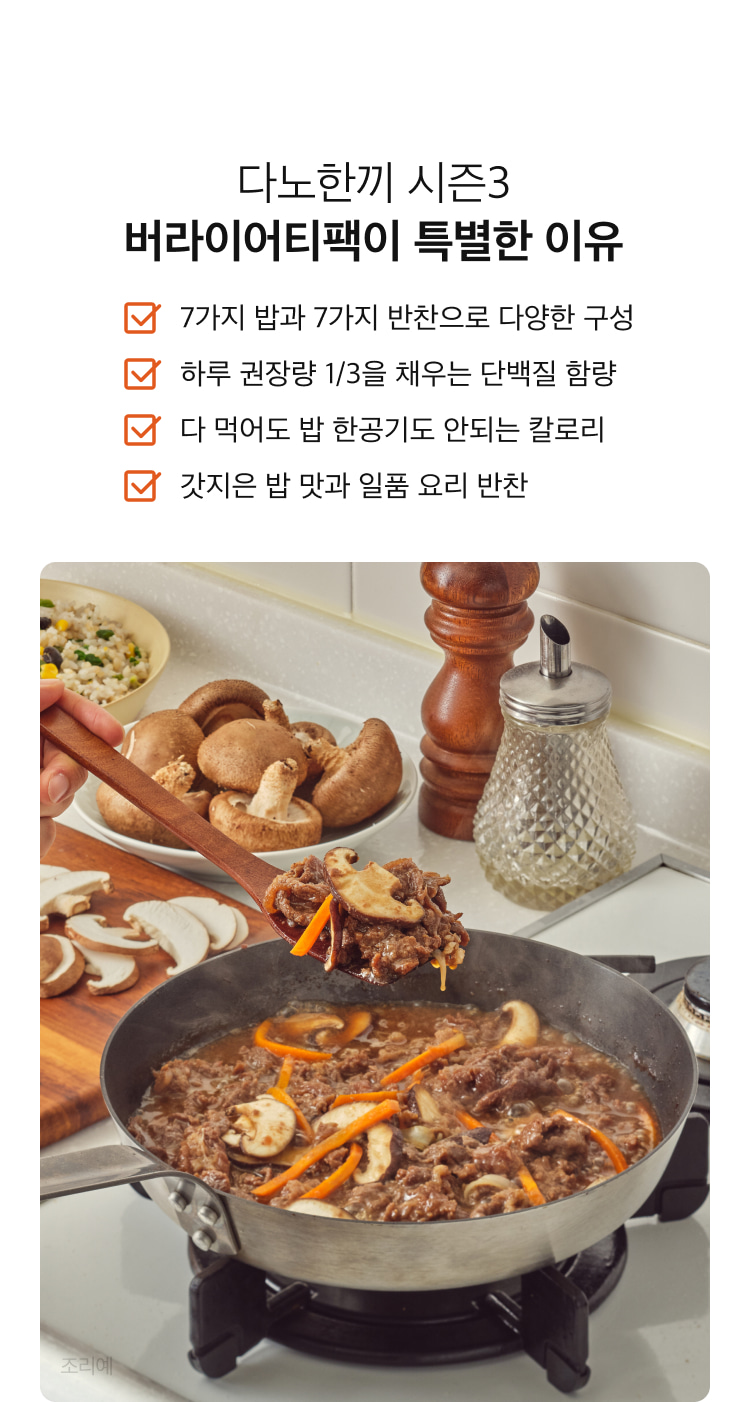 다노한끼 시즌3
버라이어티팩이 특별한 이유
7가지 밥과 7가지 반찬으로 다양한 구성
하루 권장량 1/3을 채우는 단백질 함량
다 먹어도 밥 한공기도 안되는 칼로리
갓지은 밥 맛과 일품 요리 반찬
조리예